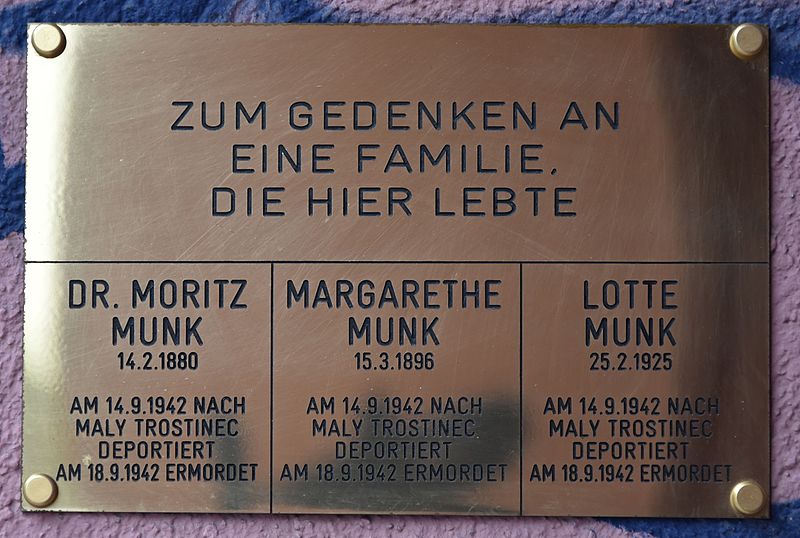 ZUM GEDENKEN AN
EINE FAMILIE,
DIE HIER LEBTE
DR. MORITZ
MUNK
14.2.1880
AM 14.9.1942 NACH
MALY TROSTINEC
DEPORTIERT
AM 18.9.1942 ERMORDET
MARGARETHE
MUNK
15.3.1896
AM 14.9.1942 NACH
MALY TROSTINEC
DEPORTIERT
AM 18.9.1942 ERMORDET
LOTTE
MUNK
25.2.1925
AM 14.9.1942 NACH
MALY TROSTINEC
DEPORTIERT
AM 18.9.1942 ERMORDET